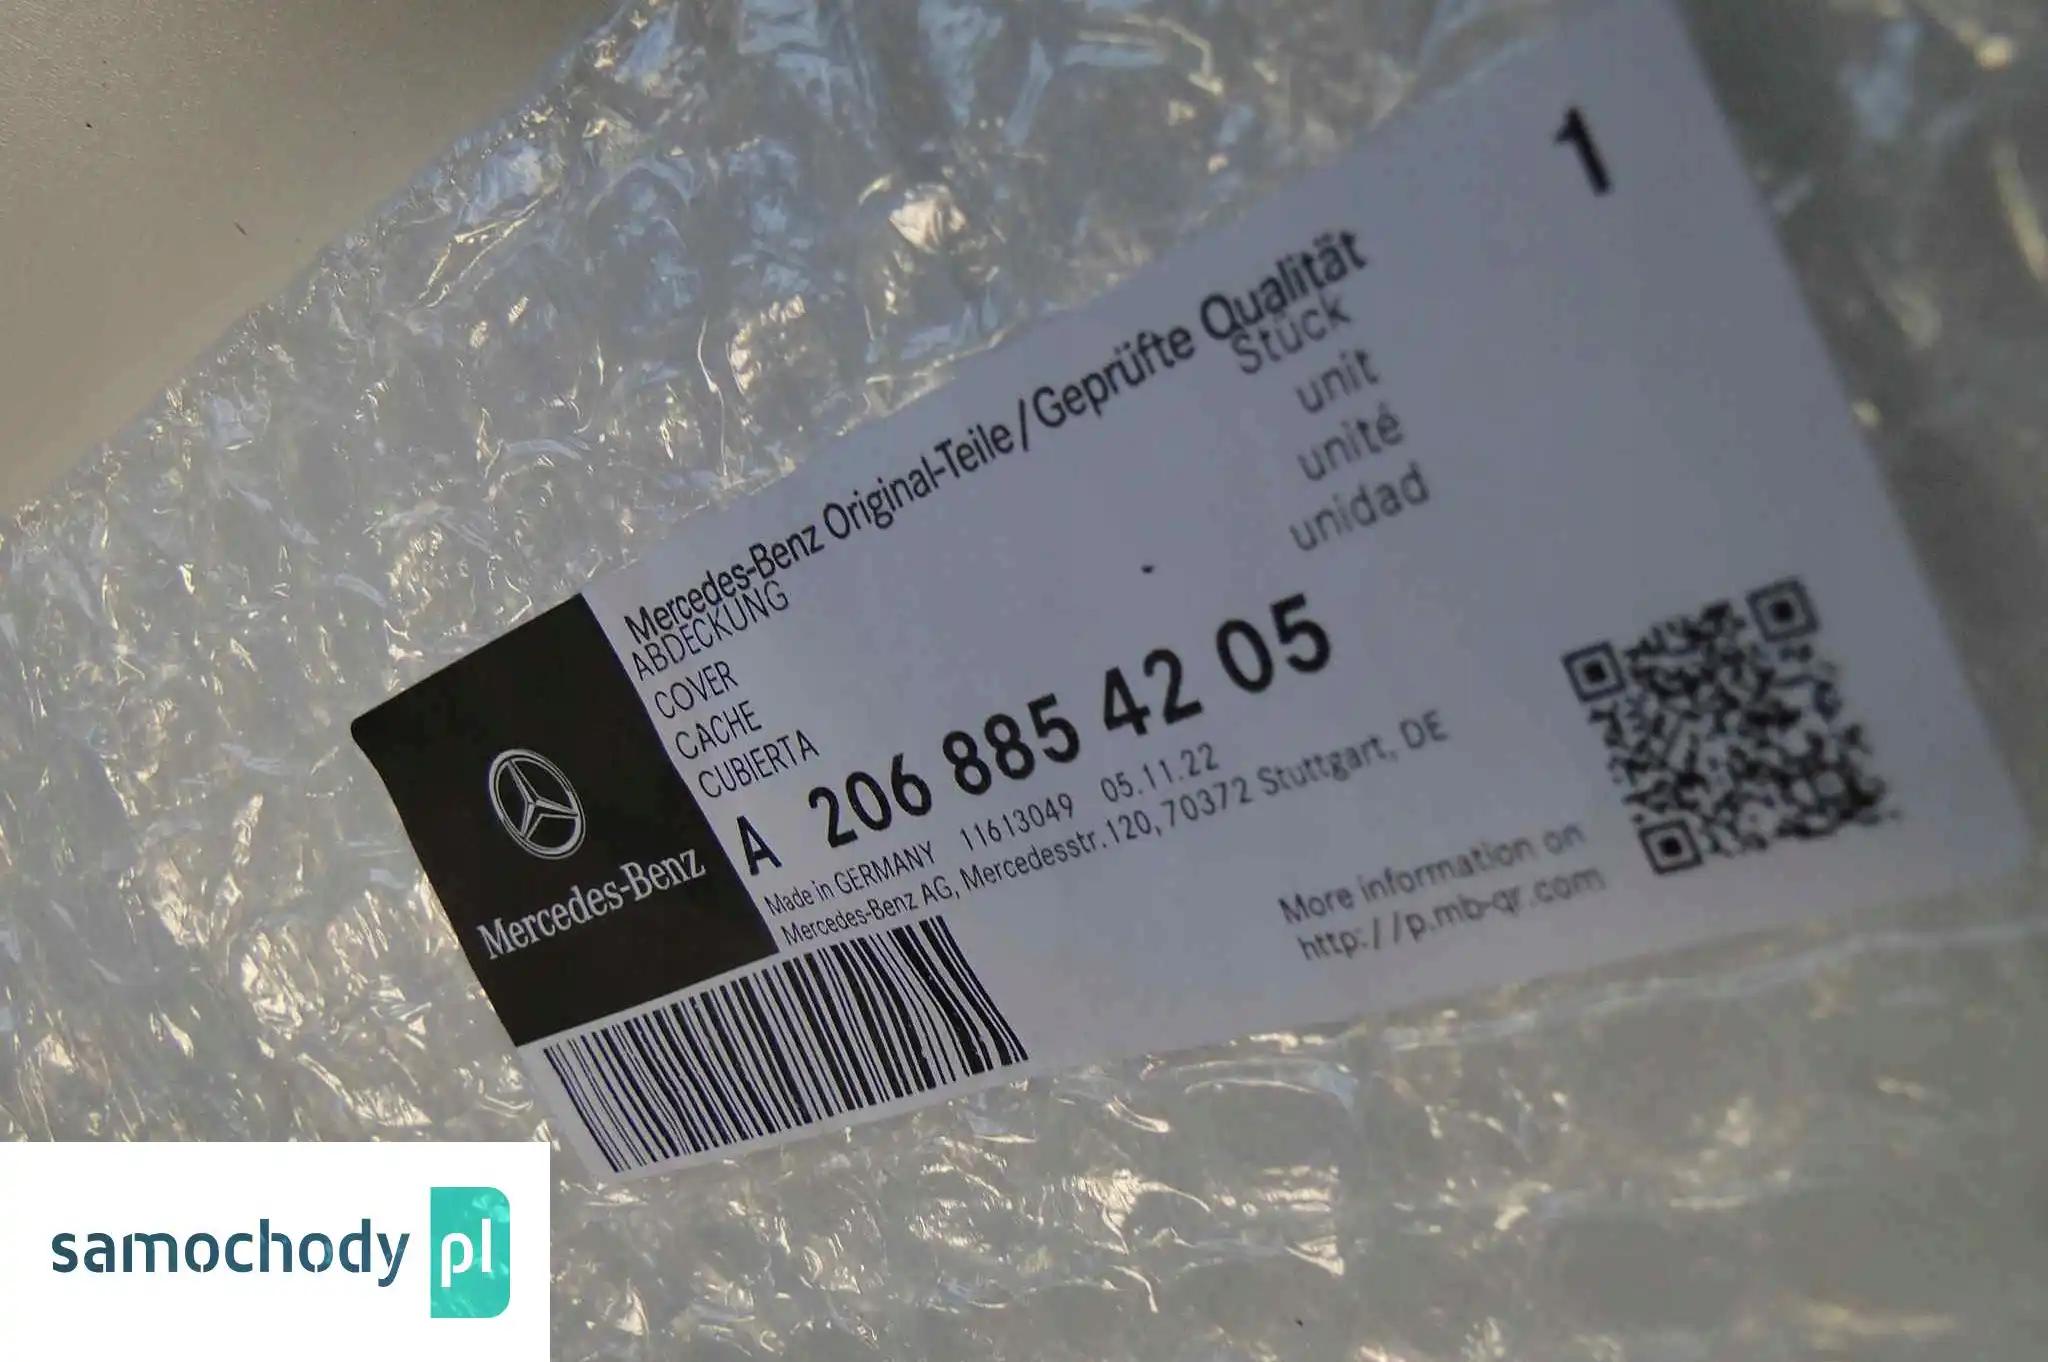 1
Mercedes-Benz Original-Teile/Geprüfte Qualität
ABDECKUNG
COVER
CACHE
CUBIERTA
Stück
unit
unité
unidad
A 206 885 42 05
Made in GERMANY 11613049 05.11.22
Mercedes-Benz AG, Mercedesstr. 120, 70372 Stuttgart, DE
Mercedes-Benz
More information on
http://p.mb-qr.com
samochody pl